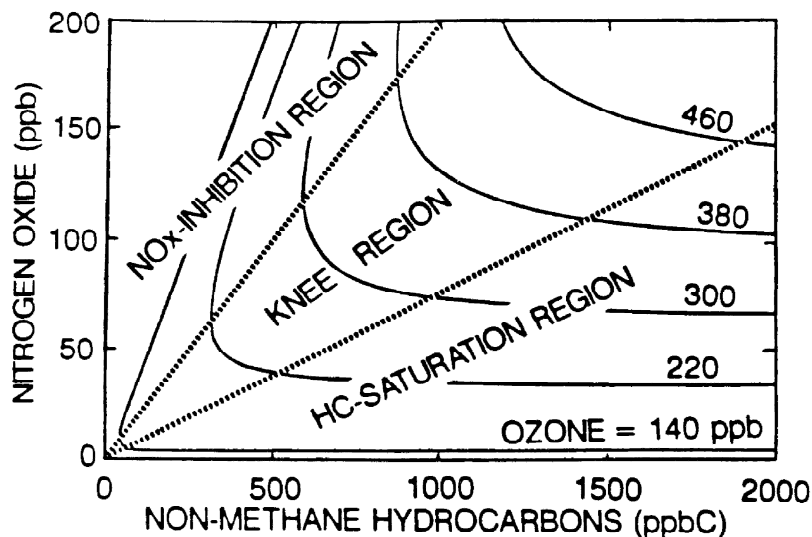 NITROGEN OXIDE (ppb)
200
150
100
50
0
NOx-INHIBITION REGION
KNEE REGION
HC-SATURATION REGION
460
380
300
220
OZONE = 140 ppb
0
500
1000
1500
2000
NON-METHANE HYDROCARBONS (ppbC)